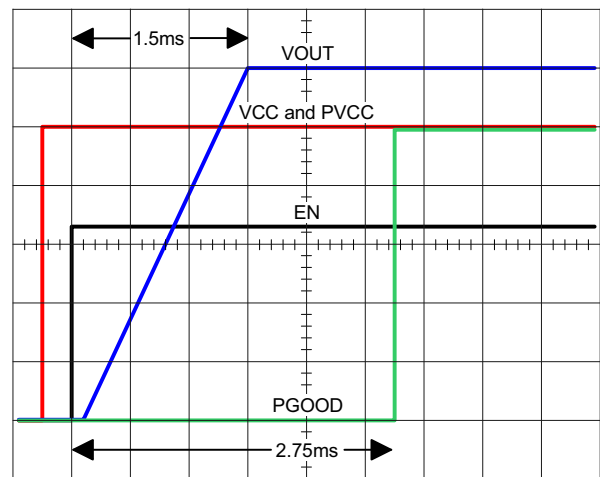 1.5ms
VOUT
VCC and PVCC
EN
PGOOD
2.75ms